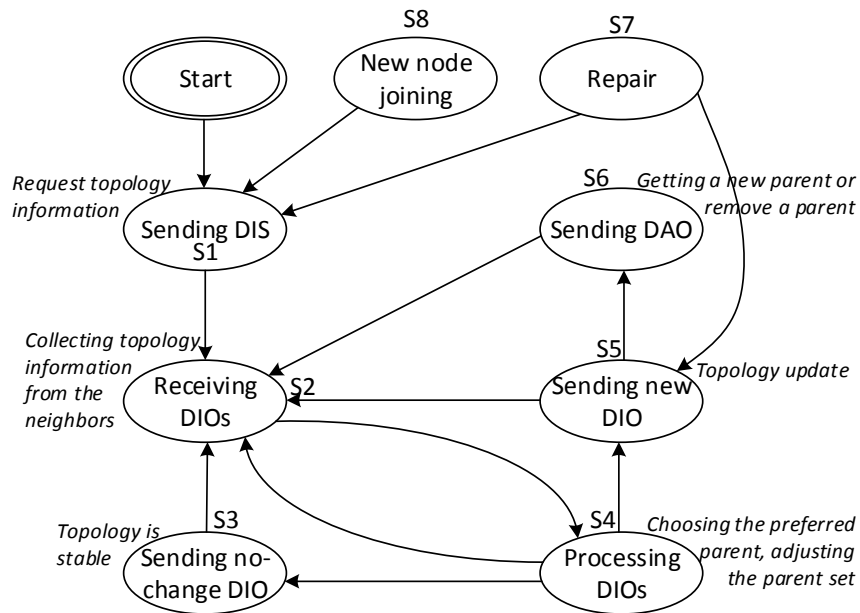 S8
S7
Start
New node
joining
Repair
Request topology
information
S6
Getting a new parent or
remove a parent
Sending DIS
S1
Sending DAO
Collecting topology
information
from the
neighbors
Receiving
DIOs
S2
S5
Sending new
DIO
Topology update
Topology is
stable
S3
Sending no-
change DIO
S4
Processing
DIOs
Choosing the preferred
parent, adjusting
the parent set